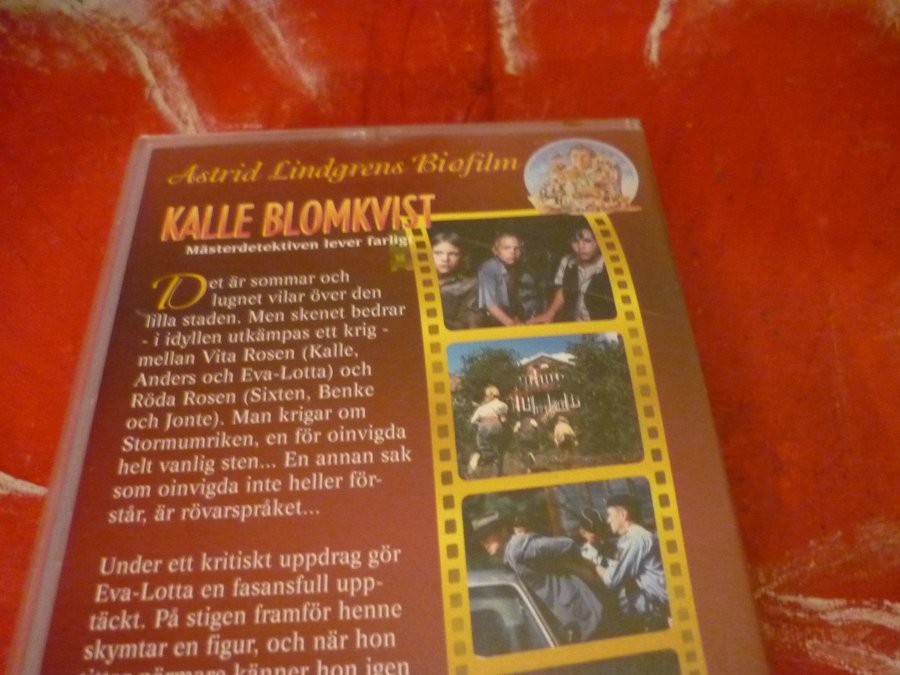 Astrid Lindgrens Biofilm
KALLE BLOMKVIST
Mästerdetektiven lever farligt
Det är sommar och
lugnet vilar över den
lilla staden. Men skenet bedrar
- i idyllen utkämpas ett krig -
mellan Vita Rosen (Kalle,
Anders och Eva-Lotta) och
Röda Rosen (Sixten, Benke
och Jonte). Man krigar om
Stormumriken, en för oinvigda
helt vanlig sten... En annan sak
som oinvigda inte heller för-
står, är rövarspråket...
Under ett kritiskt uppdrag gör
Eva-Lotta en fasansfull upp-
täckt. På stigen framför henne
skymtar en figur, och när hon
närmare känner hon igen